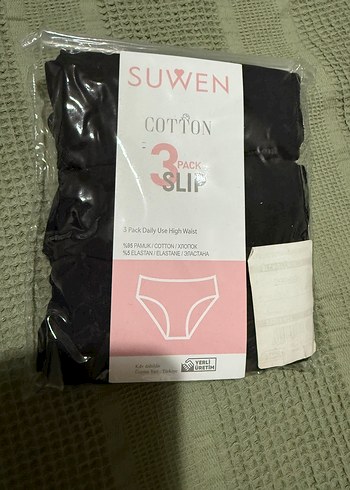 SUWEN
COTTON
3 PACK
SLIP
3 Pack Daily Use High Waist
%95 PAMUK / COTTON / ХЛОПОК
%5 ELASTAN / ELASTANE / ЭЛАСТАНА
YERLİ
ÜRETİM